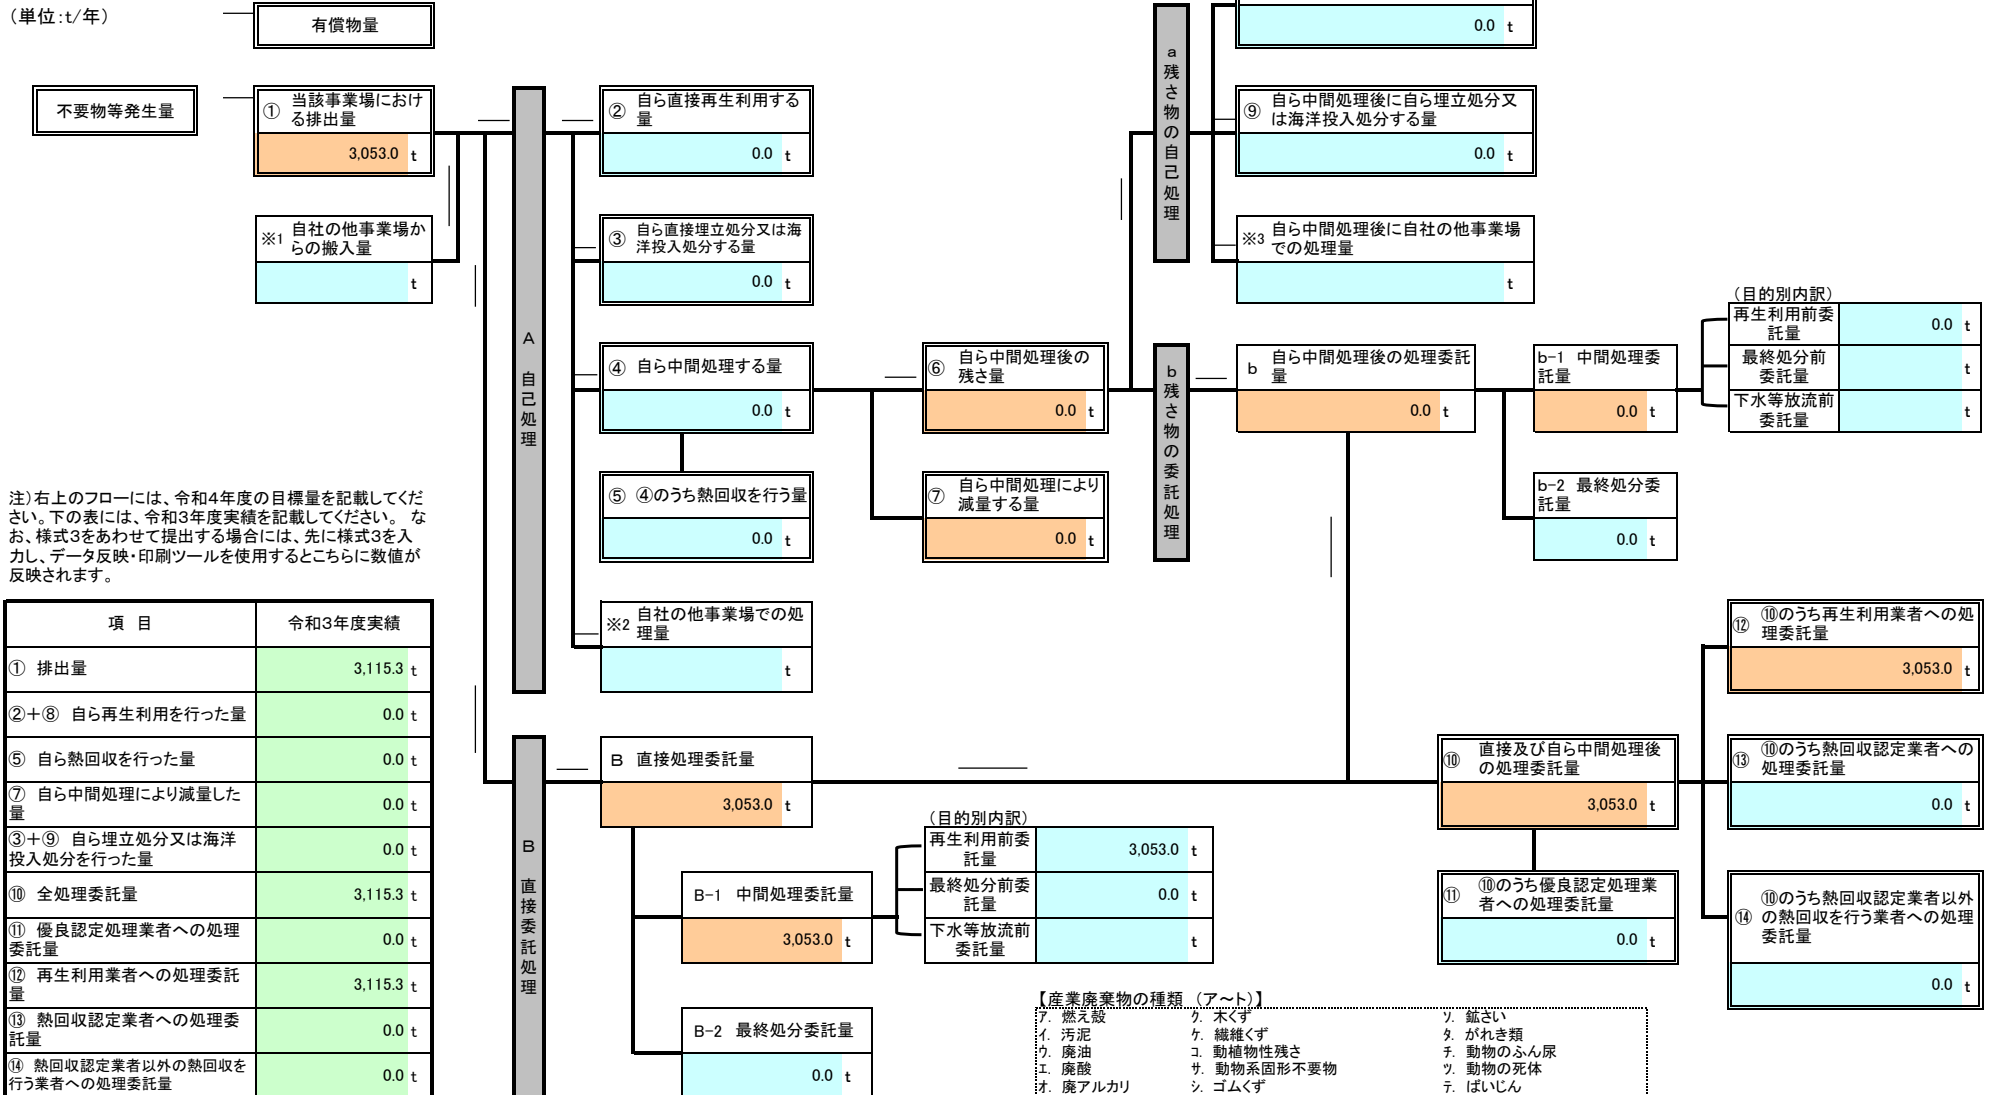 （単位:t/年）
有償物量
0.0 t
不要物等発生量
① 当該事業場におけ
る排出量
3,053.0 t
※1 自社の他事業場か
らの搬入量
t
A 自己処理
② 自ら直接再生利用する
量
0.0 t
③ 自ら直接埋立処分又は海
洋投入処分する量
0.0 t
④ 自ら中間処理する量
0.0 t
⑤ ④のうち熱回収を行う量
0.0 t
※2 自社の他事業場での処
理量
t
⑥ 自ら中間処理後の
残さ量
0.0 t
⑦ 自ら中間処理により
減量する量
0.0 t
a 残さ物の自己処理
⑨ 自ら中間処理後に自ら埋立処分又
は海洋投入処分する量
0.0 t
※3 自ら中間処理後に自社の他事業場
での処理量
t
b 残さ物の委託処理
b 自ら中間処理後の処理委託
量
0.0 t
b-1 中間処理委
託量
0.0 t
b-2 最終処分委
託量
0.0 t
（目的別内訳）
再生利用前委
託量
0.0 t
最終処分前
委託量
t
下水等放流前
委託量
t
注）右上のフローには、令和4年度の目標量を記載してくだ
さい。下の表には、令和3年度実績を記載してください。 な
お、様式3をあわせて提出する場合には、先に様式3を入
力し、データ反映・印刷ツールを使用するとこちらに数値が
反映されます。
項 目 令和3年度実績
① 排出量 3,115.3 t
②＋⑧ 自ら再生利用を行った量 0.0 t
⑤ 自ら熱回収を行った量 0.0 t
⑦ 自ら中間処理により減量した
量 0.0 t
③＋⑨ 自ら埋立処分又は海洋
投入処分を行った量 0.0 t
⑩ 全処理委託量 3,115.3 t
⑪ 優良認定処理業者への処理
委託量 0.0 t
⑫ 再生利用業者への処理委託
量 3,115.3 t
⑬ 熱回収認定業者への処理委
託量 0.0 t
⑭ 熱回収認定業者以外の熱回収を
行う業者への処理委託量 0.0 t
B 直接委託処理
B 直接処理委託量
3,053.0 t
B-1 中間処理委託量
3,053.0 t
B-2 最終処分委託量
0.0 t
（目的別内訳）
再生利用前委
託量
3,053.0 t
最終処分前委
託量
0.0 t
下水等放流前
委託量
t
⑩ 直接及び自ら中間処理後
の処理委託量
3,053.0 t
⑪ ⑩のうち優良認定処理業
者への処理委託量
0.0 t
⑫ ⑩のうち再生利用業者への処
理委託量
3,053.0 t
⑬ ⑩のうち熱回収認定業者への
処理委託量
0.0 t
⑭ ⑩のうち熱回収認定業者以外
の熱回収を行う業者への処理
委託量
0.0 t
【産業廃棄物の種類 （ア～ト）】
ア. 燃え殻 ク. 木くず ソ. 鉱さい
イ. 汚泥 ケ. 繊維くず タ. がれき類
ウ. 廃油 コ. 動植物性残さ チ. 動物のふん尿
エ. 廃酸 サ. 動物系固形不要物 ツ. 動物の死体
オ. 廃アルカリ シ. ゴムくず テ. ばいじん